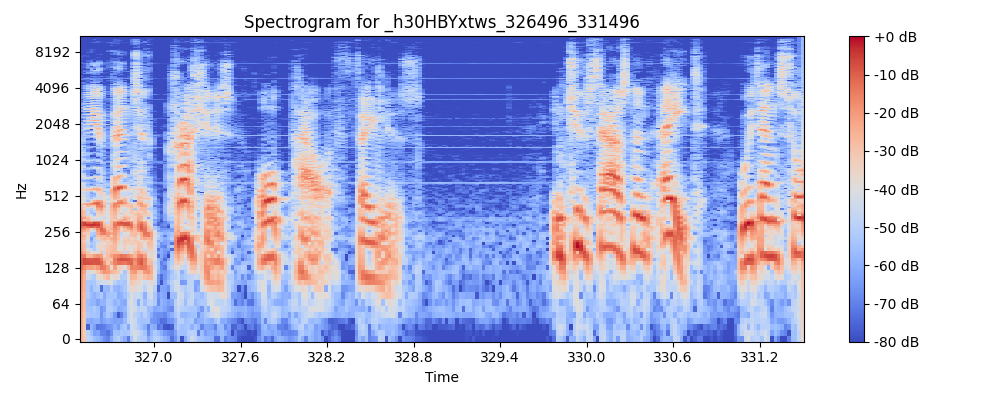 Spectrogram for _h30HBYxtws_326496_331496
8192
4096
2048
1024
512
256
128
64
0
Hz
327.0 327.6 328.2 328.8 329.4 330.0 330.6 331.2
Time
+0 dB
-10 dB
-20 dB
-30 dB
-40 dB
-50 dB
-60 dB
-70 dB
-80 dB